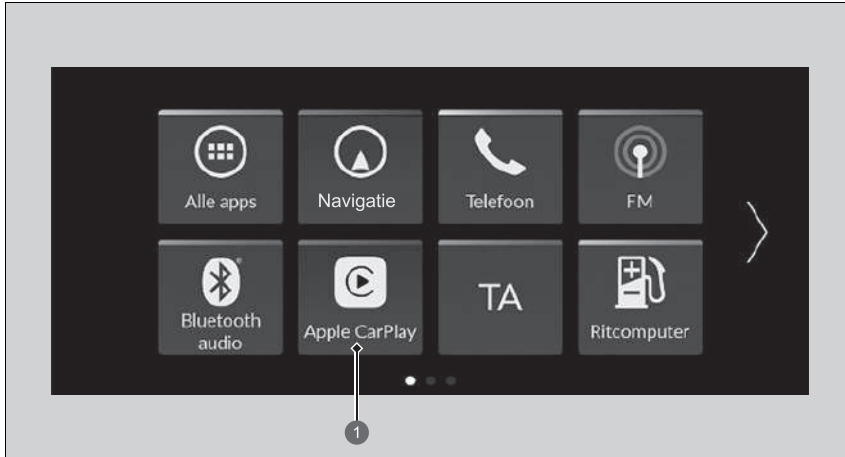 Alle apps
Navigatie
Telefoon
FM
Bluetooth
audio
Apple CarPlay
TA
Ritcomputer
1